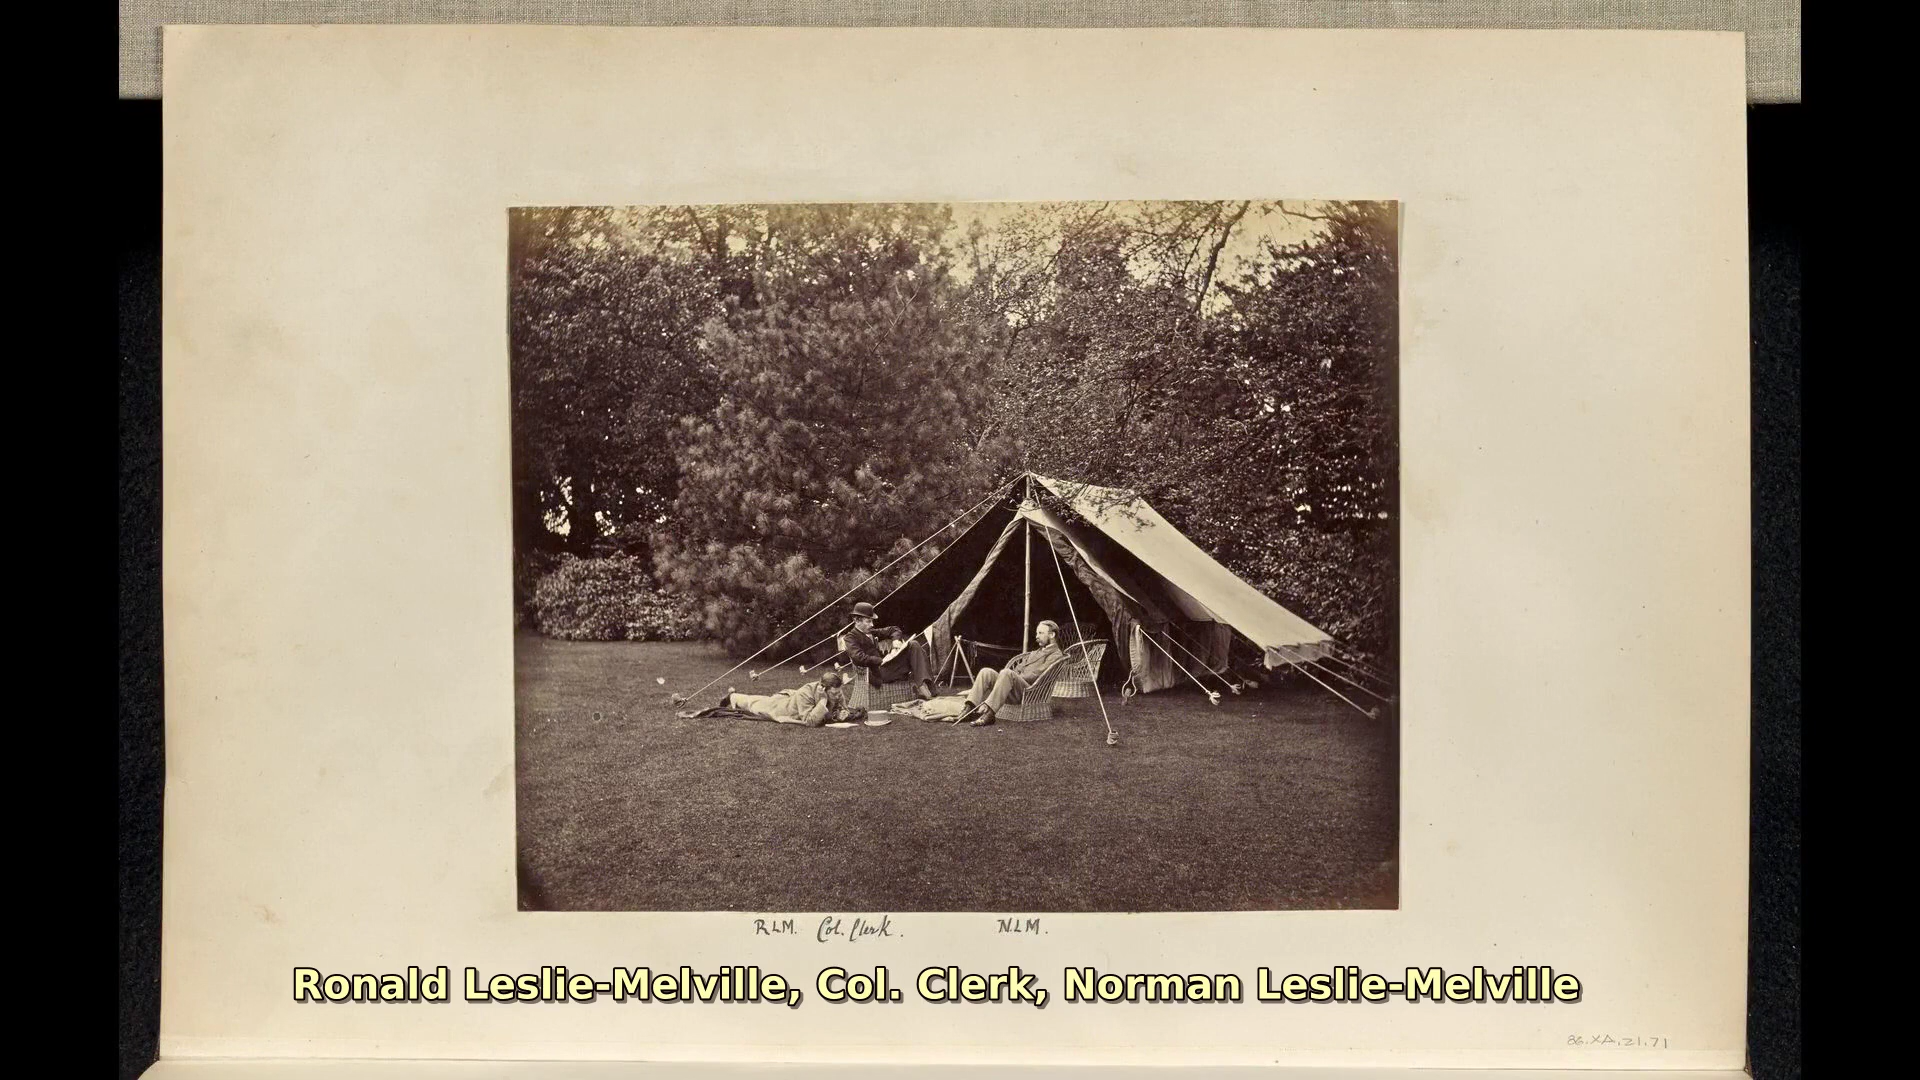 R.L.M. Col. Clerk. N.L.M.
Ronald Leslie-Melville, Col. Clerk, Norman Leslie-Melville
86.XA.21.71